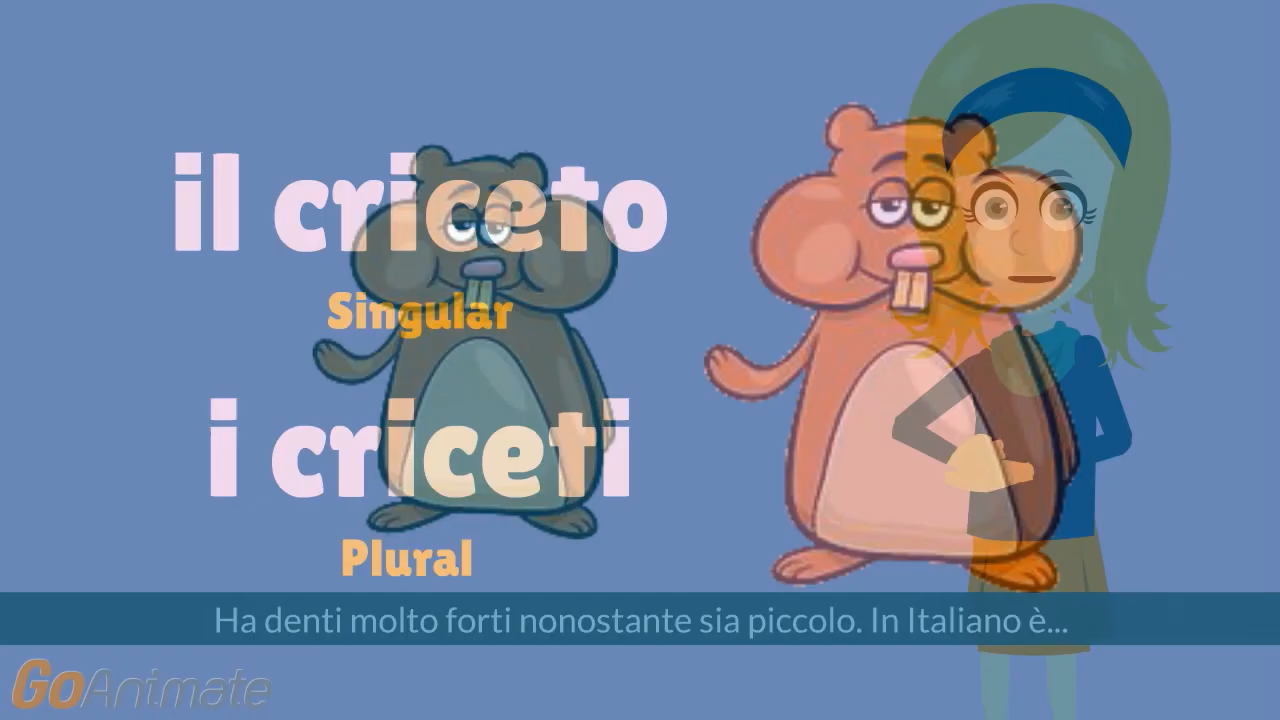 il criceto
Singular
i criceti
Plural
Ha denti molto forti nonostante sia piccolo. In Italiano è...
GoAnimate